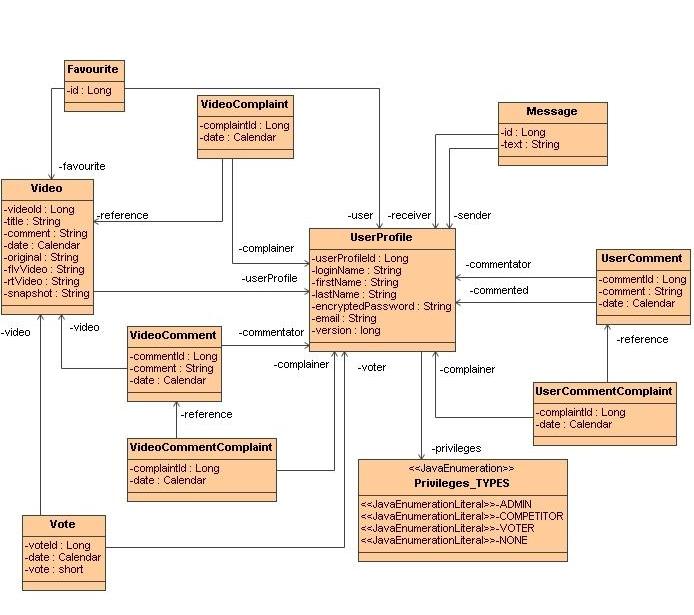 Favourite
-id : Long
VideoComplaint
-complaintId : Long
-date : Calendar
Message
-id : Long
-text : String
-favourite
Video
-videoId : Long
-title : String
-comment : String
-date : Calendar
-original : String
-flvVideo : String
-rtVideo : String
-snapshot : String
-reference
-user
-receiver
-sender
-complainer
-userProfile
UserProfile
-userProfileId : Long
-loginName : String
-firstName : String
-lastName : String
-encryptedPassword : String
-email : String
-version : long
-commentator
-commented
UserComment
-commentId : Long
-comment : String
-date : Calendar
-video
-video
VideoComment
-commentId : Long
-comment : String
-date : Calendar
-commentator
-complainer
-voter
-complainer
-reference
UserCommentComplaint
-complaintId : Long
-date : Calendar
-reference
VideoCommentComplaint
-complaintId : Long
-date : Calendar
-privileges
<<JavaEnumeration>>
Privileges_TYPES
<<JavaEnumerationLiteral>>-ADMIN
<<JavaEnumerationLiteral>>-COMPETITOR
<<JavaEnumerationLiteral>>-VOTER
<<JavaEnumerationLiteral>>-NONE
Vote
-voteId : Long
-date : Calendar
-vote : short